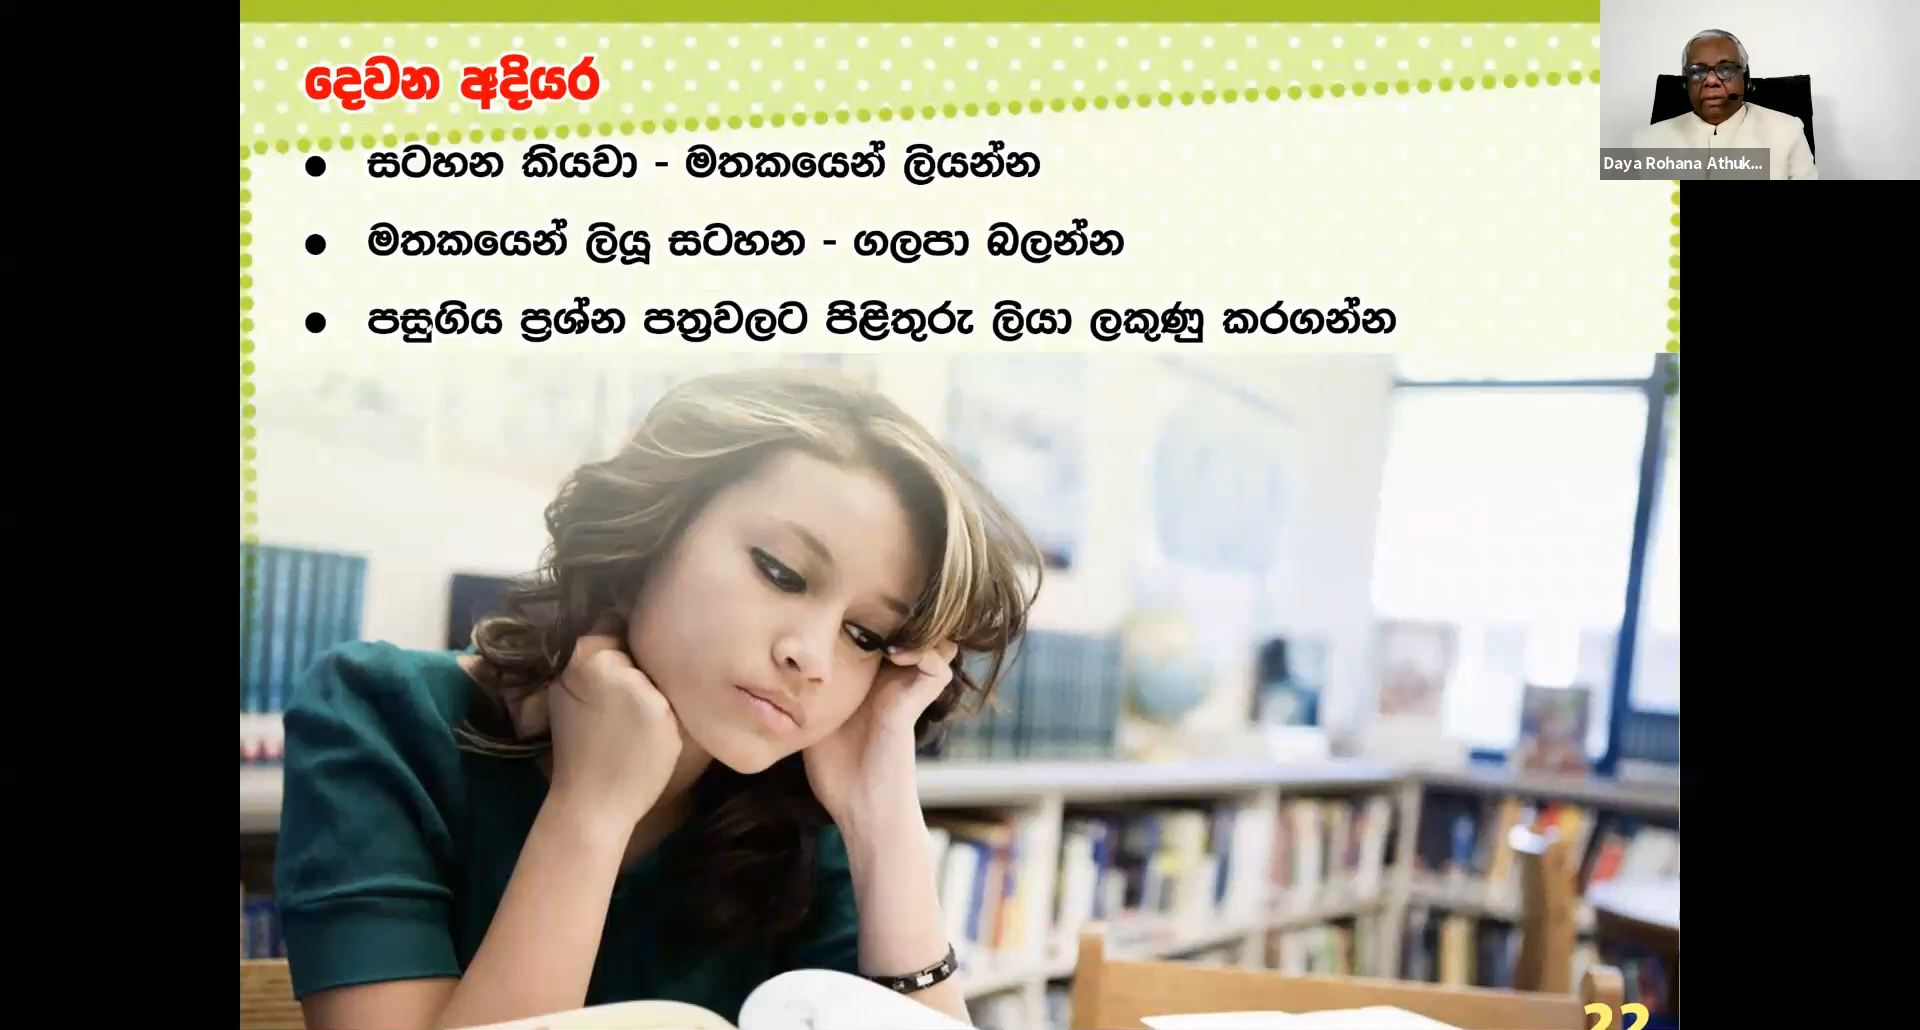 දෙවන අදියර
Daya Rohana Athuk...
● සටහන කියවා - මතකයෙන් ලියන්න
● මතකයෙන් ලියූ සටහන - ගලපා බලන්න
● පසුගිය ප්‍රශ්න පත්‍රවලට පිළිතුරු ලියා ලකුණු කරගන්න
22